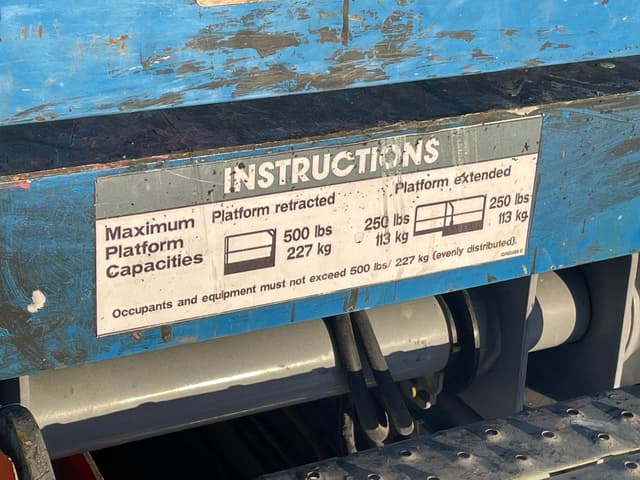 INSTRUCTIONS
Maximum Platform Capacities
Platform retracted
500 lbs
227 kg
Platform extended
250 lbs
113 kg
250 lbs
113 kg
Occupants and equipment must not exceed 500 lbs/ 227 kg (evenly distributed).